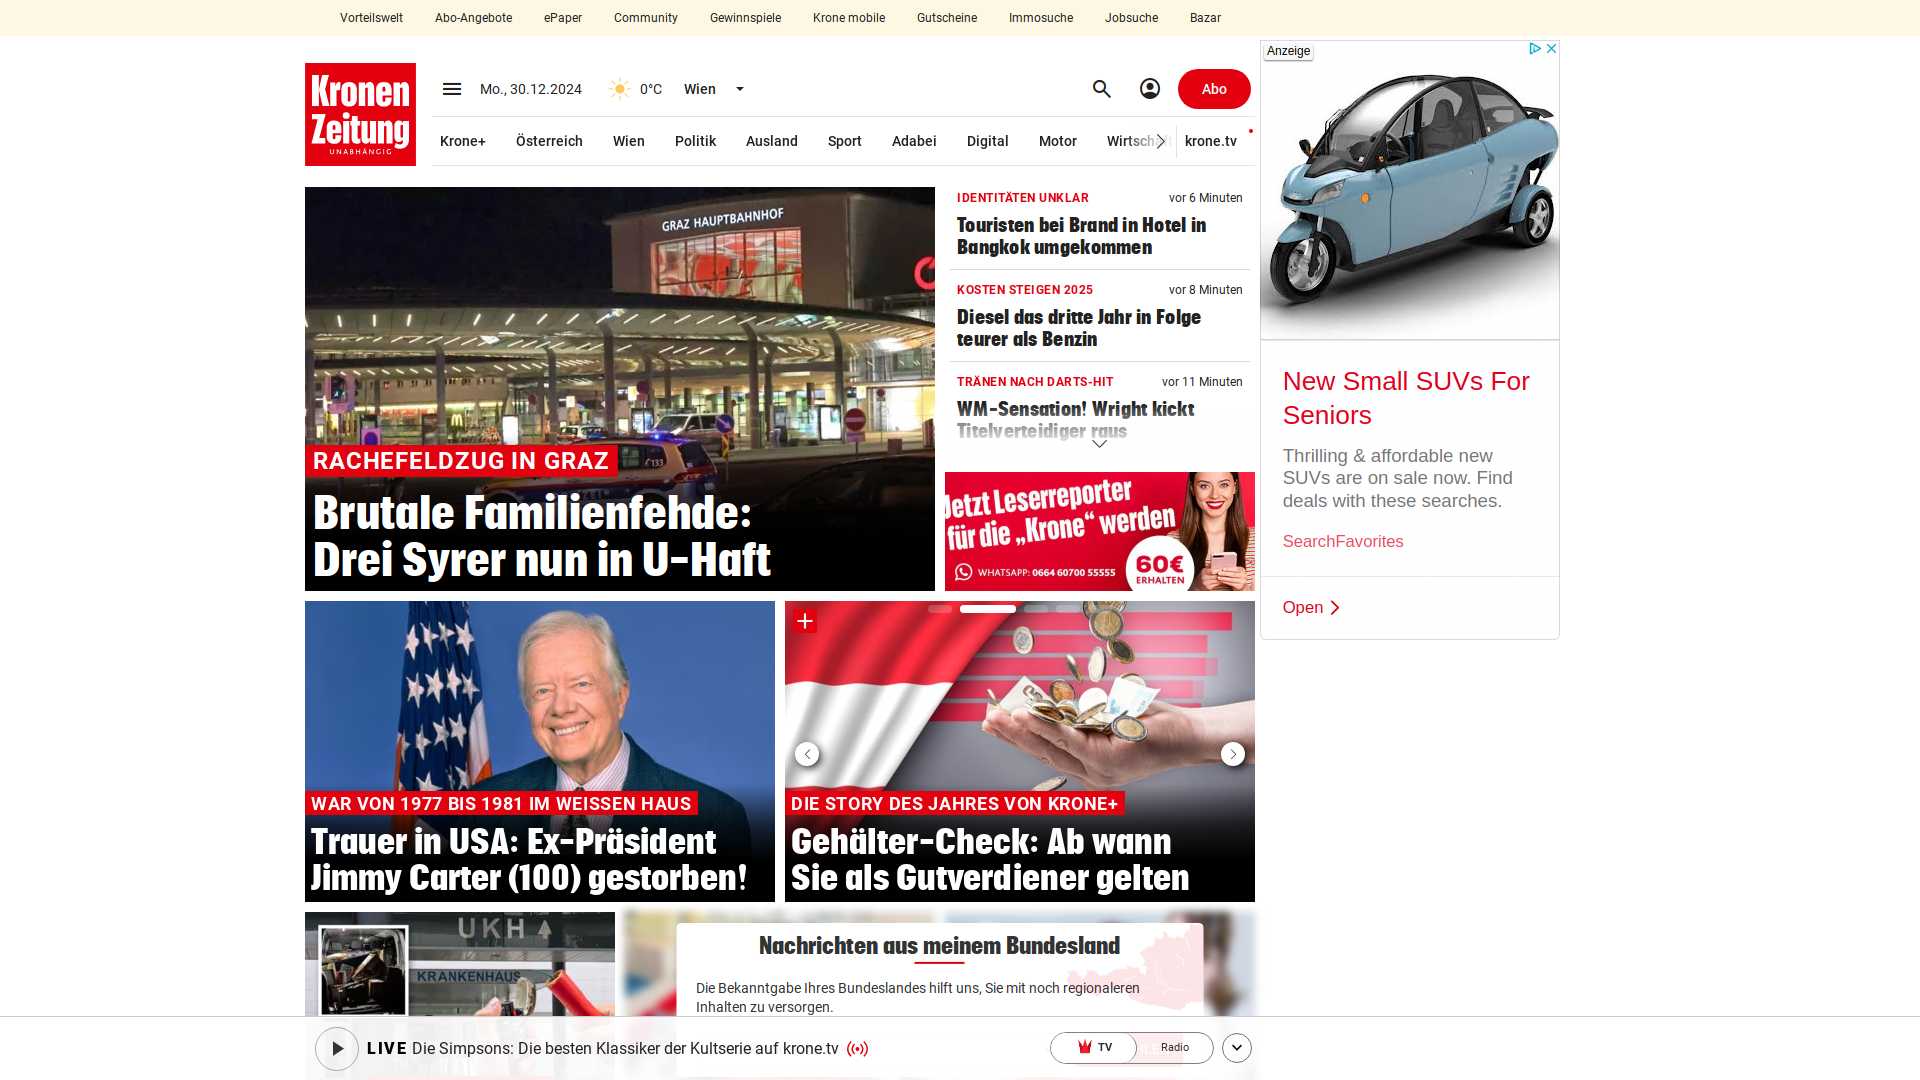 Vorteilswelt
Abo-Angebote
ePaper
Community
Gewinnspiele
Krone mobile
Gutscheine
Immosuche
Jobsuche
Bazar
Kronen
Zeitung
UNABHÄNGIG
Mo., 30.12.2024
0°C
Wien
Abo
Krone+
Österreich
Wien
Politik
Ausland
Sport
Adabei
Digital
Motor
krone.tv
GRAZ HAUPTBAHNHOF
133
RACHEFELDZUG IN GRAZ
Brutale Familienfehde:
Drei Syrer nun in U-Haft
IDENTITÄTEN UNKLAR
vor 6 Minuten
Touristen bei Brand in Hotel in
Bangkok umgekommen
KOSTEN STEIGEN 2025
vor 8 Minuten
Diesel das dritte Jahr in Folge
teurer als Benzin
TRÄNEN NACH DARTS-HIT
vor 11 Minuten
WM-Sensation! Wright kickt
Titelverteidiger raus
Jetzt Leserreporter
für die „Krone“ werden
WHATSAPP: 0664 60700 55555
60€
ERHALTEN
Anzeige
New Small SUVs For
Seniors
Thrilling & affordable new
SUVs are on sale now. Find
deals with these searches.
SearchFavorites
Open
WAR VON 1977 BIS 1981 IM WEISSEN HAUS
Trauer in USA: Ex-Präsident
Jimmy Carter (100) gestorben!
DIE STORY DES JAHRES VON KRONE+
Gehälter-Check: Ab wann
Sie als Gutverdiener gelten
UKH
KRANKENHAUS
Nachrichten aus meinem Bundesland
Die Bekanntgabe Ihres Bundeslandes hilft uns, Sie mit noch regionaleren
Inhalten zu versorgen.
LIVE Die Simpsons: Die besten Klassiker der Kultserie auf krone.tv
TV
Radio